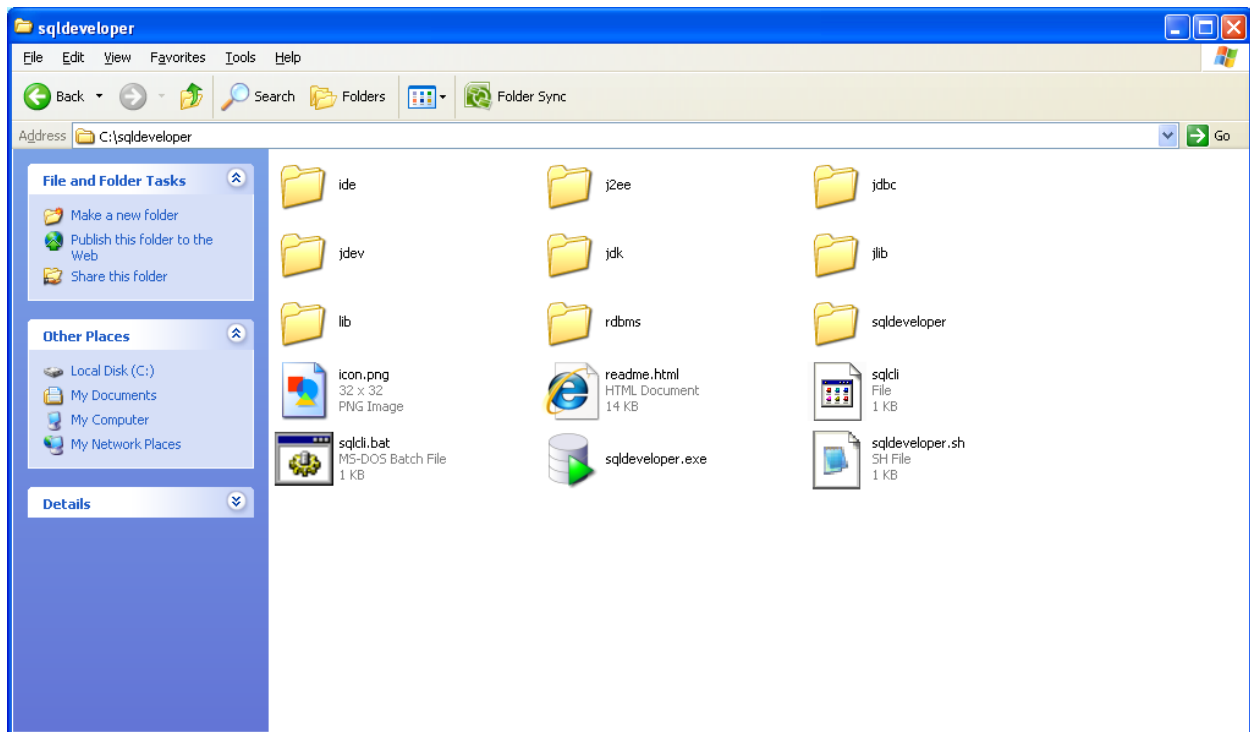 sqldeveloper
File Edit View Favorites Tools Help
Back Search Folders Folder Sync
Address C:\sqldeveloper Go
File and Folder Tasks
Make a new folder
Publish this folder to the
Web
Share this folder
Other Places
Local Disk (C:)
My Documents
My Computer
My Network Places
Details
ide j2ee jdbc
jdev jdk jlib
lib rdbms sqldeveloper
icon.png
32 x 32
PNG Image
readme.html
HTML Document
14 KB
sqlcli
File
1 KB
sqlcli.bat
MS-DOS Batch File
1 KB
sqldeveloper.exe
sqldeveloper.sh
SH File
1 KB